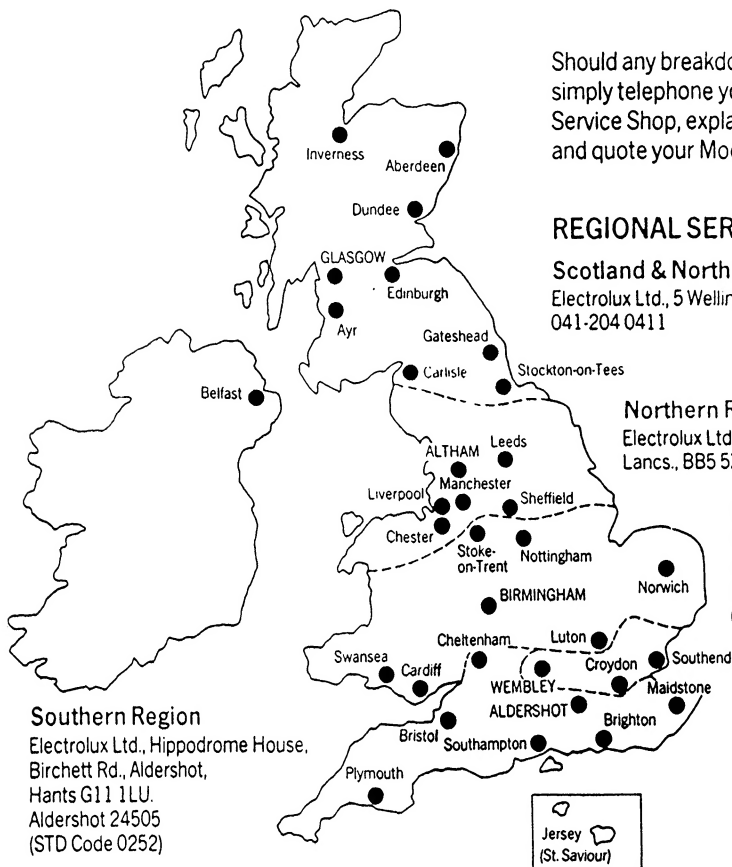 Should any breakdo
simply telephone yo
Service Shop, expla
and quote your Mod
REGIONAL SER
Scotland & North
Electrolux Ltd., 5 Wellin
041-204 0411
Northern R
Electrolux Ltd
Lancs., BB5 5
Inverness
Aberdeen
Dundee
GLASGOW
Edinburgh
Ayr
Gateshead
Carlisle
Stockton-on-Tees
Belfast
ALTHAM
Leeds
Manchester
Liverpool
Sheffield
Chester
Stoke-
on-Trent
Nottingham
Norwich
BIRMINGHAM
Luton
Cheltenham
Swansea
Cardiff
Croydon
Southend
WEMBLEY
Maidstone
ALDERSHOT
Bristol
Brighton
Southampton
Plymouth
Southern Region
Electrolux Ltd., Hippodrome House,
Birchett Rd., Aldershot,
Hants G11 1LU.
Aldershot 24505
(STD Code 0252)
Jersey
(St. Saviour)